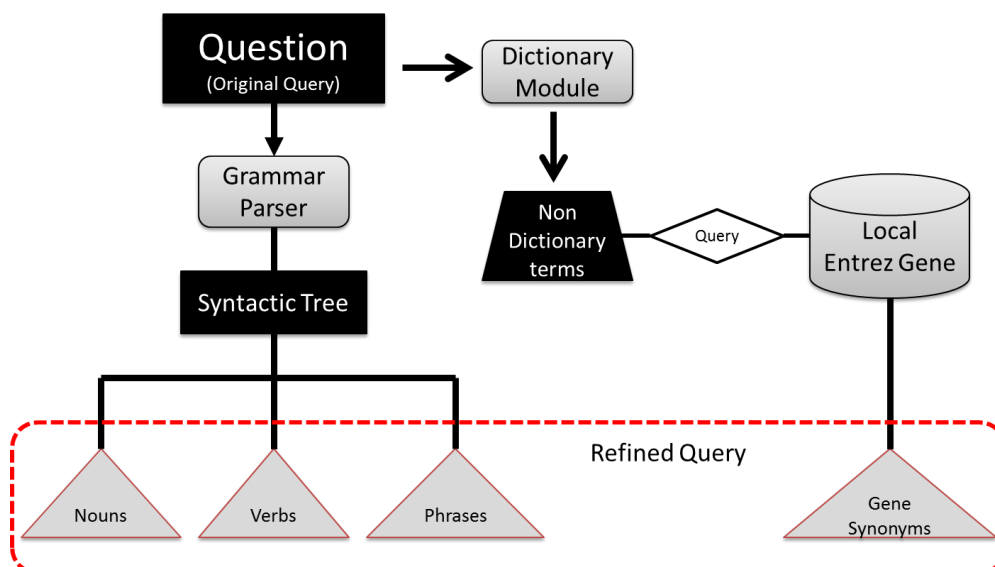 Question
(Original Query)
Dictionary
Module
Grammar
Parser
Non
Dictionary
terms
Query
Local
Entrez Gene
Syntactic Tree
Refined Query
Nouns
Verbs
Phrases
Gene
Synonyms